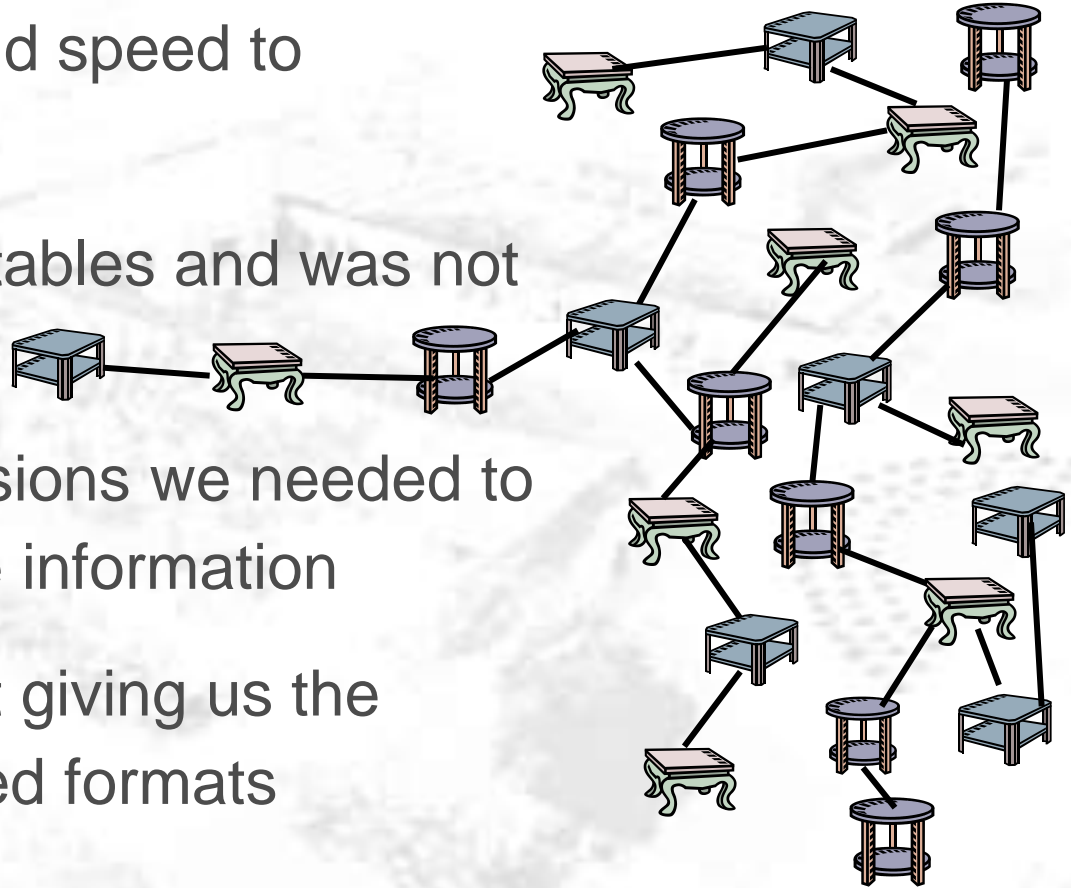 d speed to
tables and was not
sions we needed to
information
t giving us the
ed formats